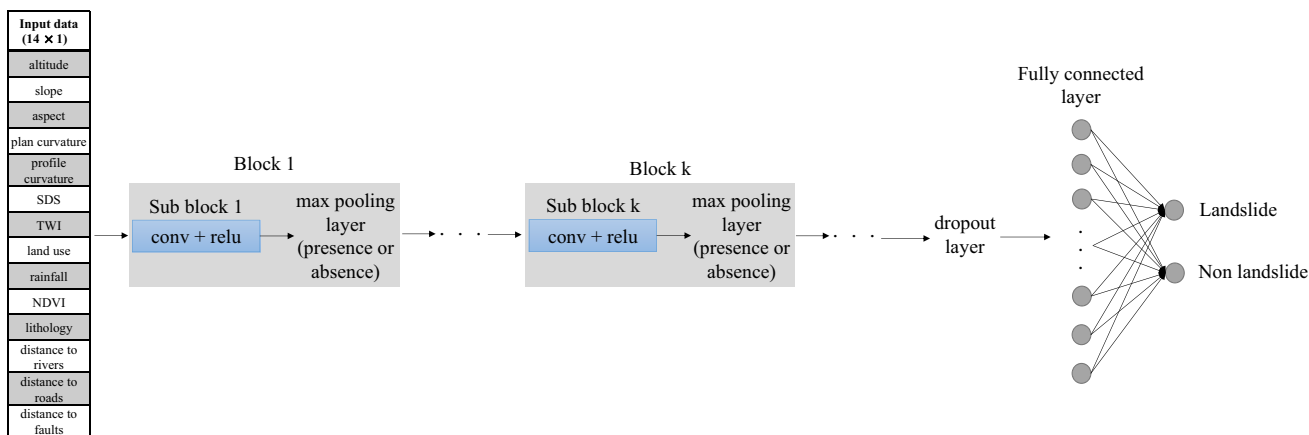 Input data
(14 × 1)
altitude
slope
aspect
plan curvature
profile
curvature
SDS
TWI
land use
rainfall
NDVI
lithology
distance to
rivers
distance to
roads
distance to
faults
Block 1
Sub block 1
conv + relu
max pooling
layer
(presence or
absence)
. . .
Block k
Sub block k
conv + relu
max pooling
layer
(presence or
absence)
. . .
dropout
layer
Fully connected
layer
Landslide
Non landslide